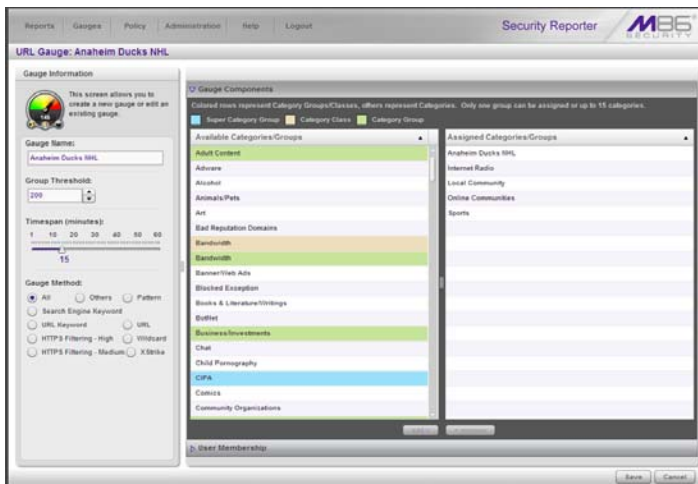 Reports Gauges Policy Administration Help Logout
Security Reporter
M86 SECURITY
URL Gauge: Anaheim Ducks NHL
Gauge Information
This screen allows you to
create a new gauge or edit an
existing gauge.
Gauge Name:
Anaheim Ducks NHL
Group Threshold:
200
Timespan (minutes):
1 10 20 30 40 50 60
15
Gauge Method:
All Others Pattern
Search Engine Keyword
URL Keyword URL
HTTPS Filtering - High Wildcard
HTTPS Filtering - Medium XStrike
Gauge Components
Colored rows represent Category Groups/Classes, others represent Categories. Only one group can be assigned or up to 15 categories.
Super Category Group Category Class Category Group
Available Categories/Groups
Adult Content
Adware
Alcohol
Animals/Pets
Art
Bad Reputation Domains
Bandwidth
Bandwidth
Banner/Web Ads
Blocked Exception
Books & Literature/Writings
BotNet
Business/Investments
Chat
Child Pornography
CIPA
Comics
Community Organizations
Assigned Categories/Groups
Anaheim Ducks NHL
Internet Radio
Local Community
Online Communities
Sports
User Membership
Save Cancel